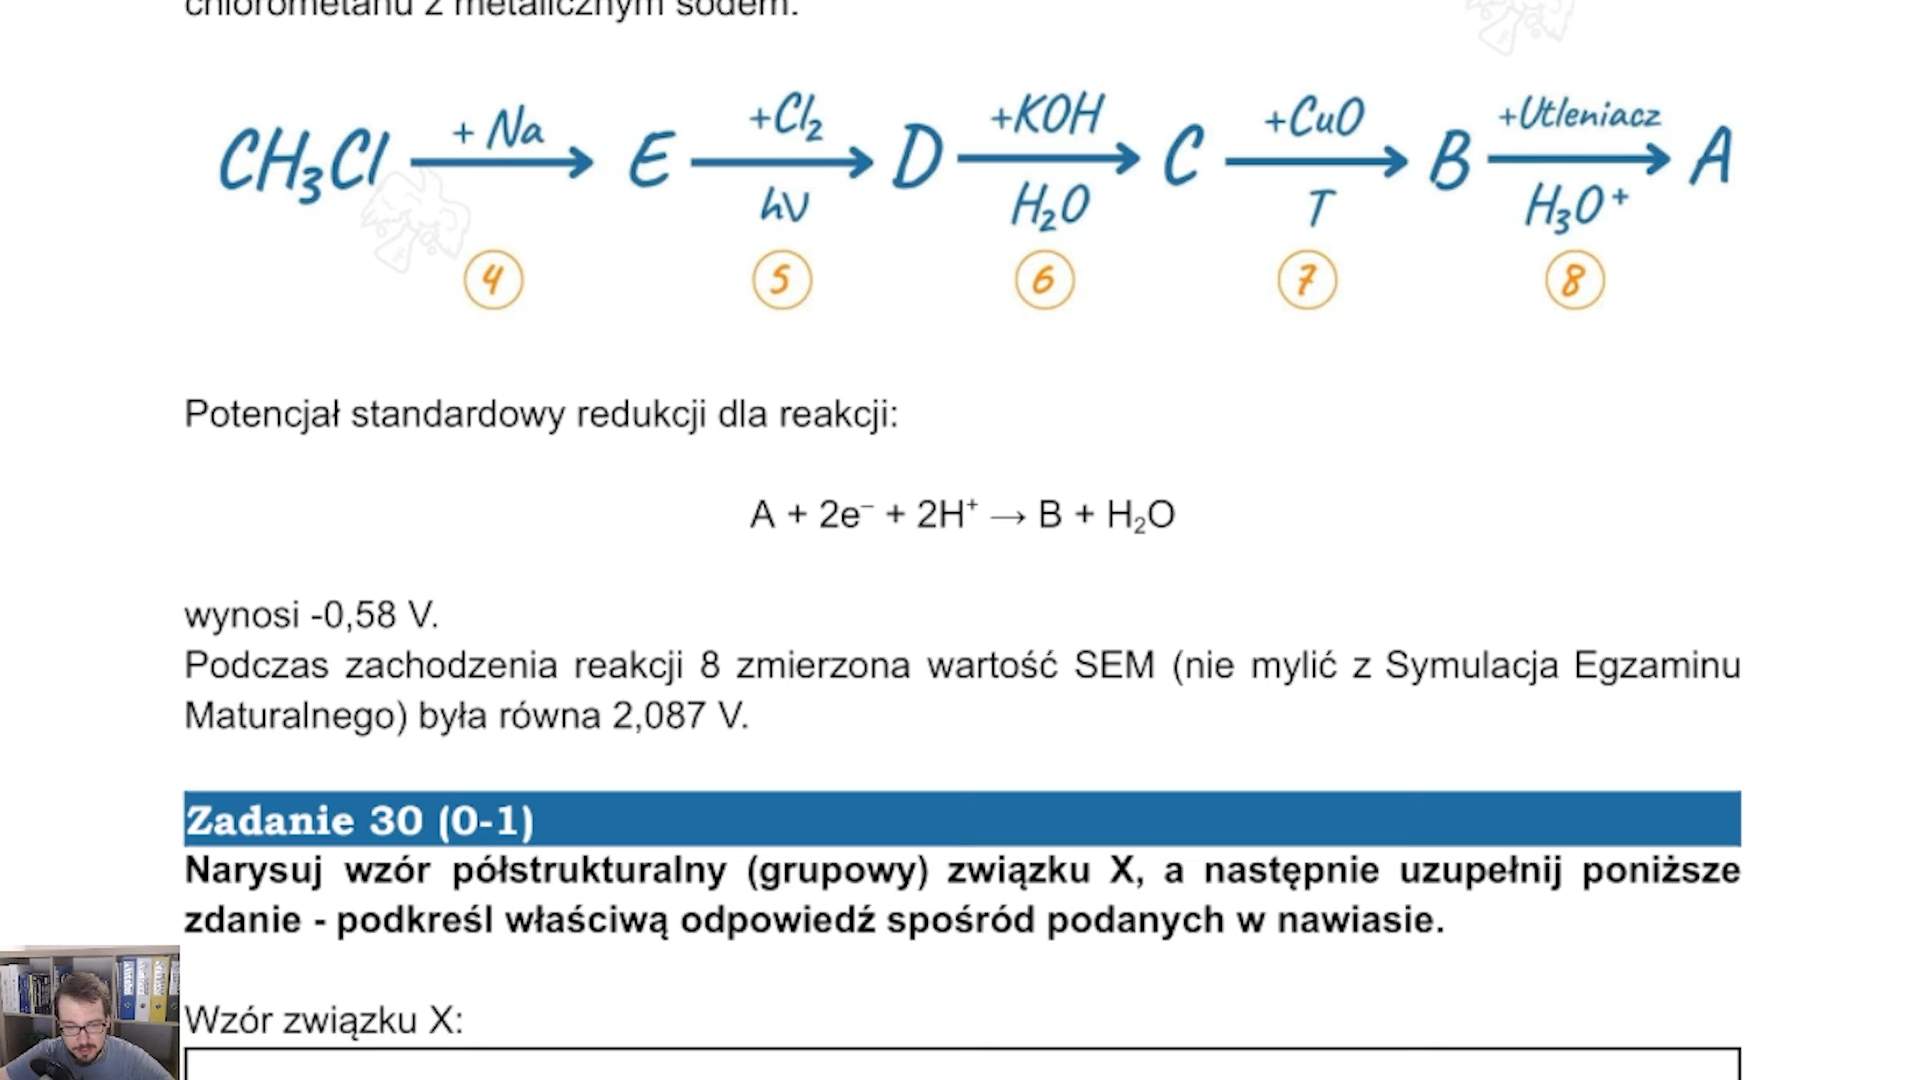 chlorometanu z metalicznym sodem.
CH₃Cl + Na → E +Cl₂ hν → D +KOH H₂O → C +CuO T → B +Utleniacz H₃O⁺ → A
4 5 6 7 8
Potencjał standardowy redukcji dla reakcji:
A + 2e⁻ + 2H⁺ → B + H₂O
wynosi -0,58 V.
Podczas zachodzenia reakcji 8 zmierzona wartość SEM (nie mylić z Symulacja Egzaminu
Maturalnego) była równa 2,087 V.
Zadanie 30 (0-1)
Narysuj wzór półstrukturalny (grupowy) związku X, a następnie uzupełnij poniższe
zdanie - podkreśl właściwą odpowiedź spośród podanych w nawiasie.
Wzór związku X: